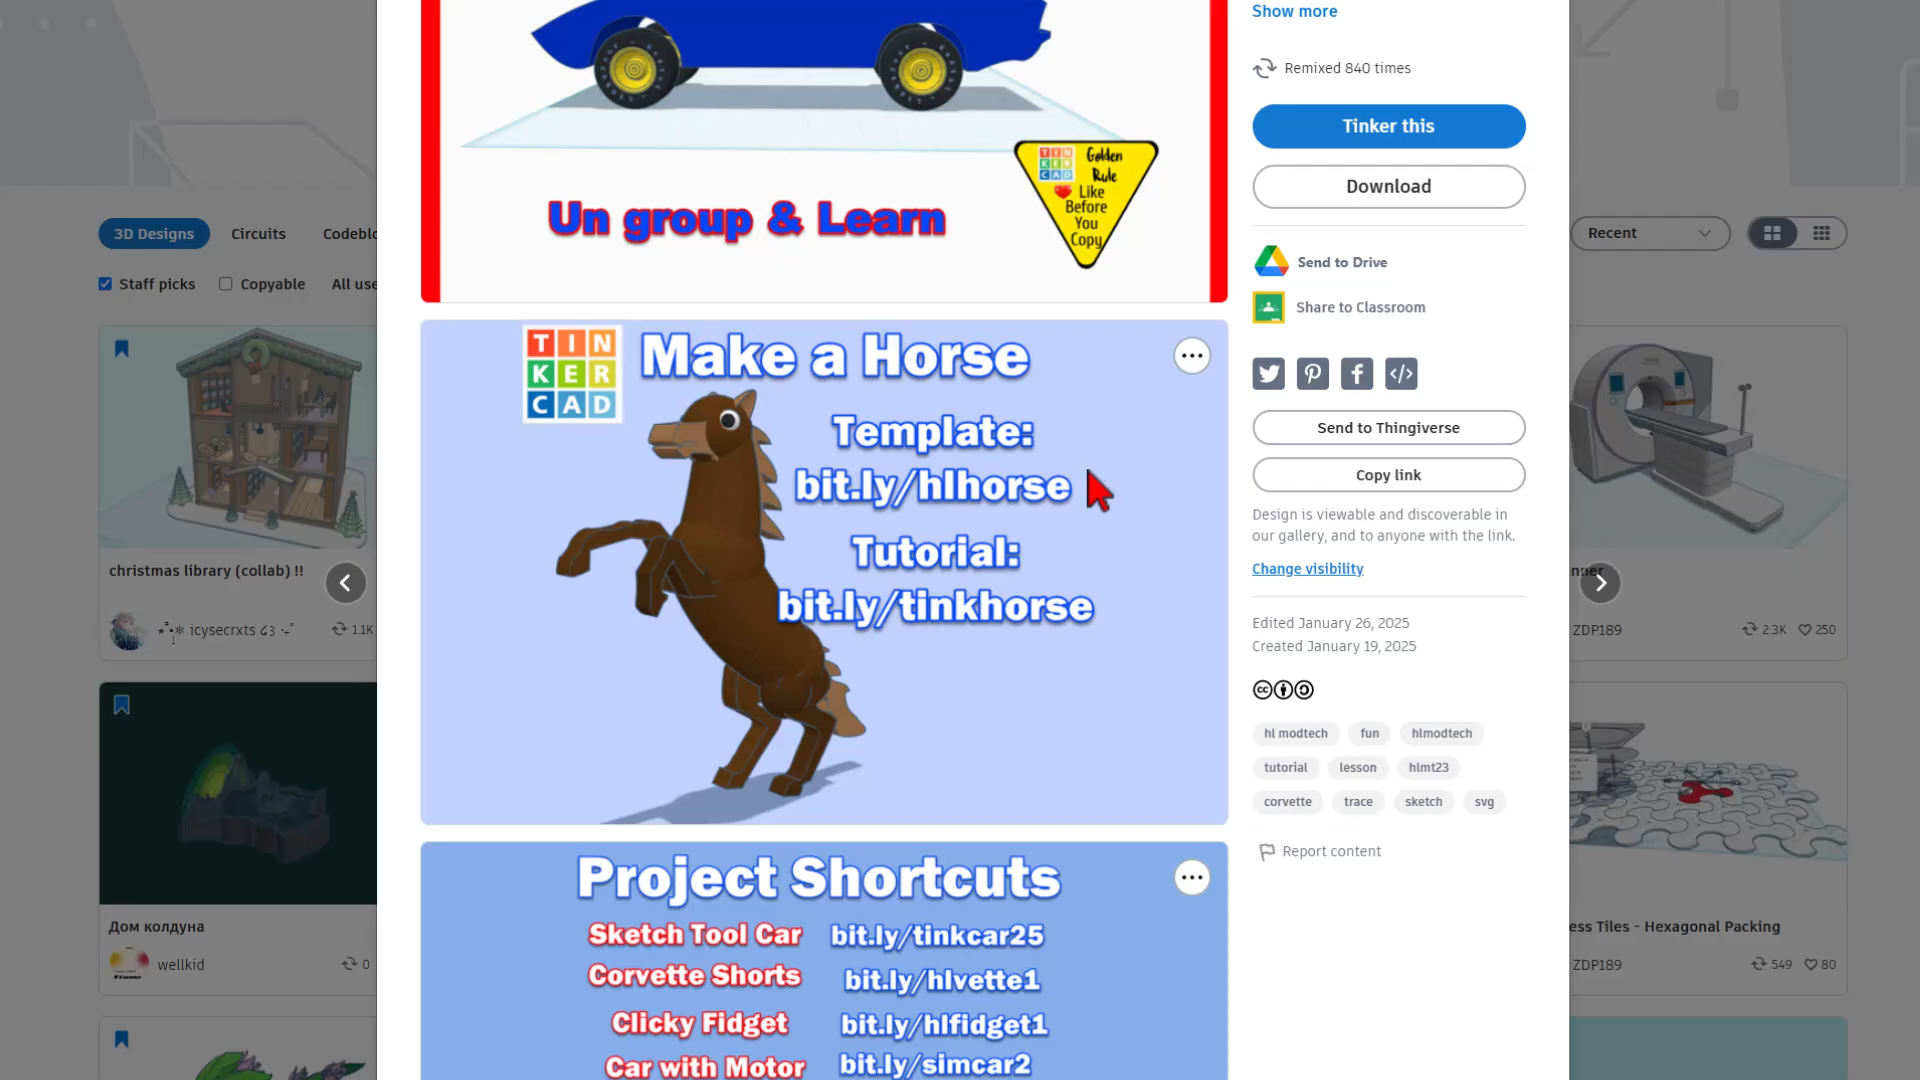 Show more
Remixed 840 times
Tinker this
Download
Golden
Rule
Like
Before
You
Copy
Un group & Learn
3D Designs
Circuits
Recent
Staff picks
Copyable
Send to Drive
Share to Classroom
TIN
KER
CAD
Make a Horse
Template:
bit.ly/hlhorse
Tutorial:
bit.ly/tinkhorse
Send to Thingiverse
Copy link
Design is viewable and discoverable in
our gallery, and to anyone with the link.
Change visibility
Edited January 26, 2025
Created January 19, 2025
christmas library (collab) !!
icysecrxts
1.1K
ZDP189
2.3K
250
hl modtech
fun
hlmodtech
tutorial
lesson
hlmt23
corvette
trace
sketch
svg
Report content
Project Shortcuts
Sketch Tool Car bit.ly/tinkcar25
Corvette Shorts bit.ly/hlvette1
Clicky Fidget bit.ly/hlfidget1
Car with Motor bit.ly/simcar2
Дом колдуна
wellkid
0
Tiles - Hexagonal Packing
ZDP189
549
80